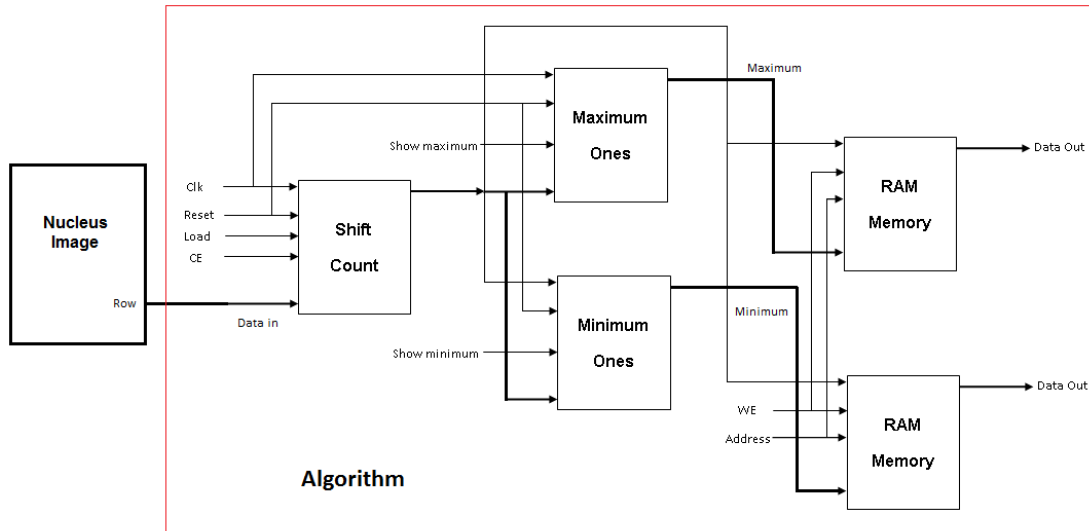 Maximum
Maximum
Ones
Show maximum
Data Out
RAM
Memory
Clk
Reset
Load
CE
Shift
Count
Nucleus
Image
Row
Data in
Minimum
Minimum
Ones
Show minimum
Data Out
WE
Address
RAM
Memory
Algorithm